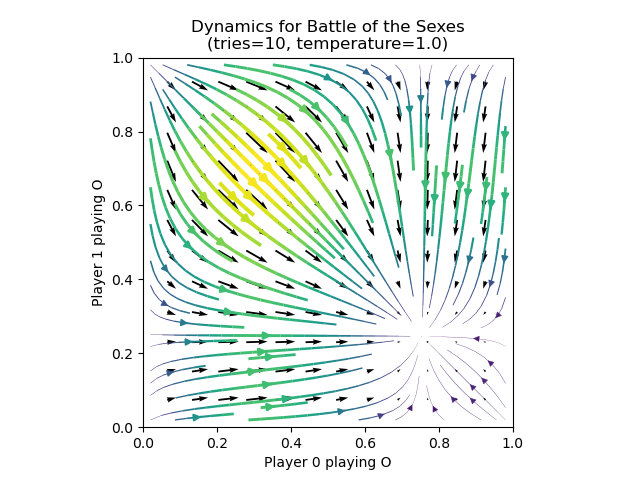 Dynamics for Battle of the Sexes
(tries=10, temperature=1.0)
1.0
0.8
0.6
0.4
0.2
0.0
Player 1 playing O
0.0 0.2 0.4 0.6 0.8 1.0
Player 0 playing O